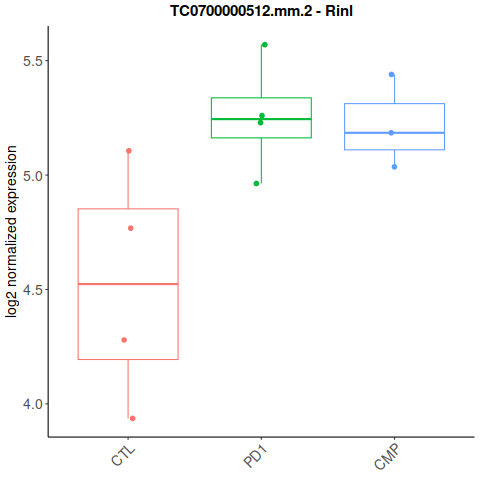 TC0700000512.mm.2 - Rinl
log2 normalized expression
5.5
5.0
4.5
4.0
CTL
PD1
CMP